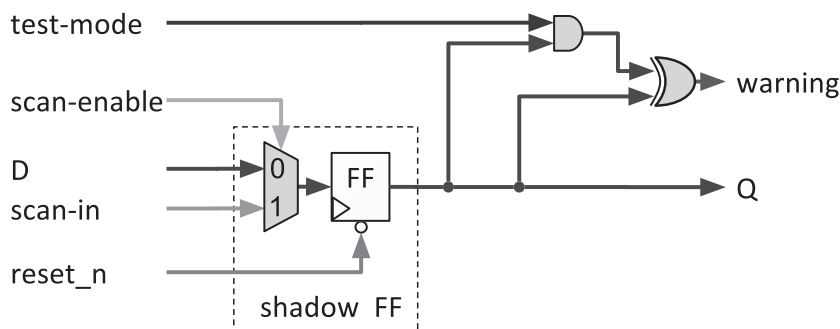 test-mode
scan-enable
warning
D
0
FF
scan-in
1
Q
reset_n
shadow FF